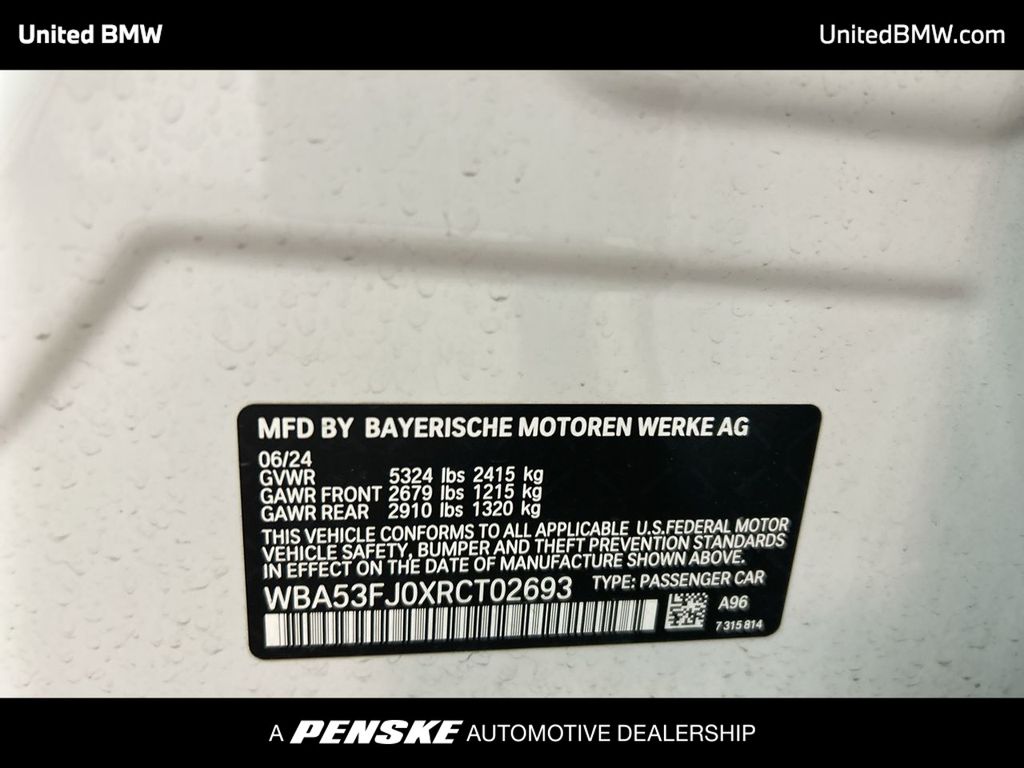 United BMW
UnitedBMW.com
MFD BY BAYERISCHE MOTOREN WERKE AG
06/24
GVWR 5324 lbs 2415 kg
GAWR FRONT 2679 lbs 1215 kg
GAWR REAR 2910 lbs 1320 kg
THIS VEHICLE CONFORMS TO ALL APPLICABLE U.S.FEDERAL MOTOR
VEHICLE SAFETY, BUMPER AND THEFT PREVENTION STANDARDS
IN EFFECT ON THE DATE OF MANUFACTURE SHOWN ABOVE.
WBA53FJ0XRCT02693 TYPE: PASSENGER CAR
A96
7 315 814
A PENSKE AUTOMOTIVE DEALERSHIP